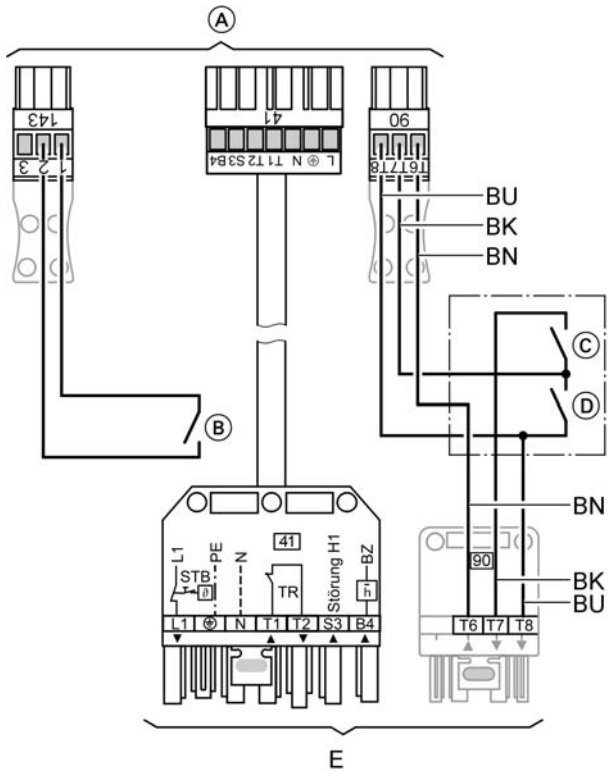 A
143
1
2
3
41
L ⏚ N T1 T2 S3 B4
90
T6 T7 T8
BU
BK
BN
C
D
B
BN
BK
BU
L1
STB
ϑ
PE
N
41
TR
Störung H1
BZ
h
L1 ⏚ N T1 T2 S3 B4
90
T6 T7 T8
E